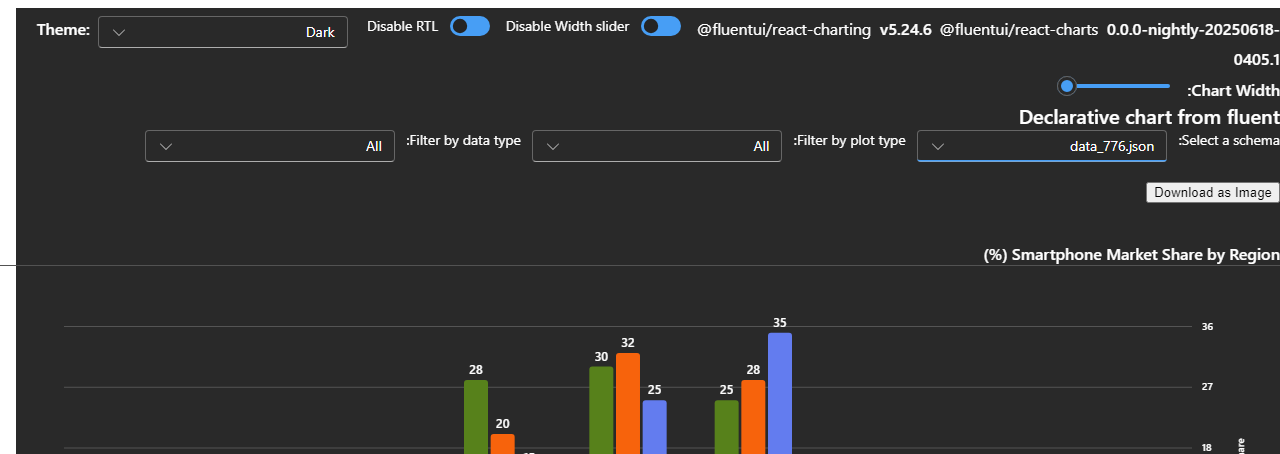 Theme: Dark Disable RTL Disable Width slider @fluentui/react-charting v5.24.6 @fluentui/react-charts 0.0.0-nightly-20250618-
0405.1
:Chart Width
Declarative chart from fluent
:Select a schema data_776.json :Filter by plot type All :Filter by data type All
Download as Image
(%) Smartphone Market Share by Region
35
36
32
30
28
28
27
25
25
20
18